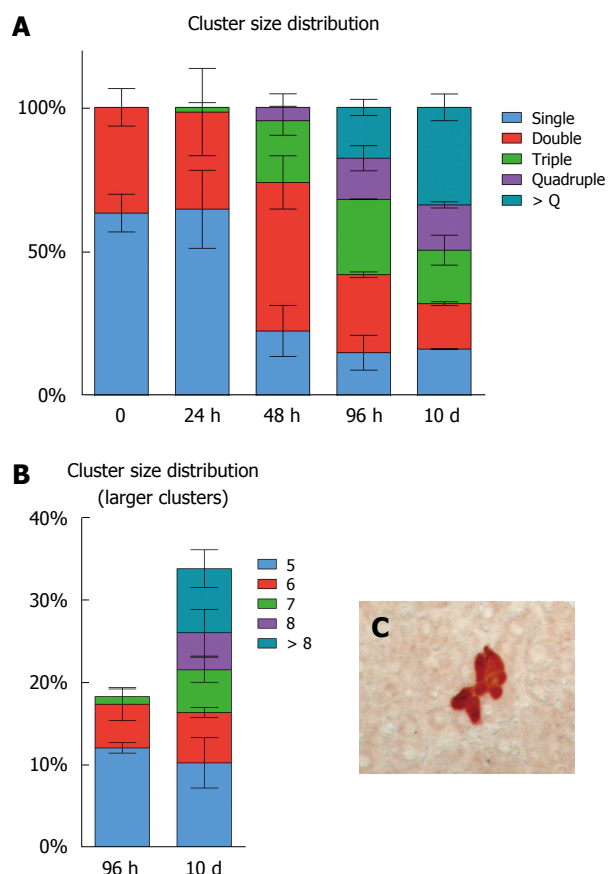 A
Cluster size distribution
100%
50%
0%
0 24 h 48 h 96 h 10 d
Single
Double
Triple
Quadruple
> Q
B
Cluster size distribution
(larger clusters)
40%
30%
20%
10%
0%
96 h 10 d
5
6
7
8
> 8
C